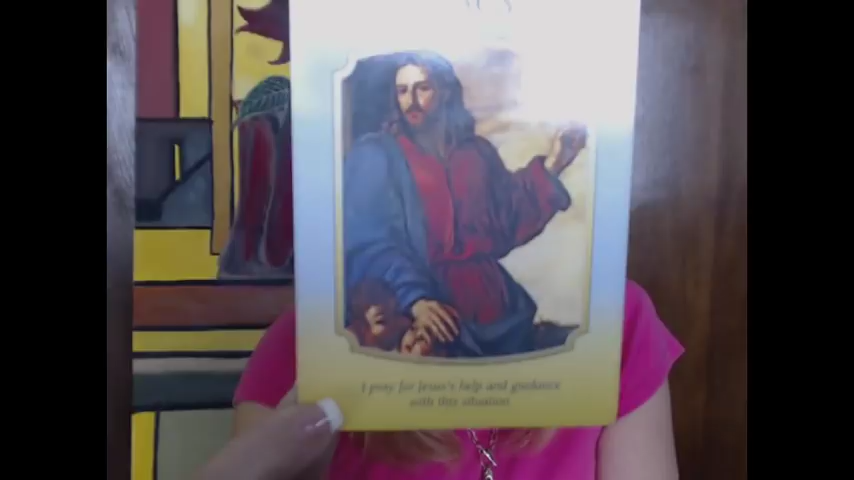 I pray for Jesus's help and guidance
with this situation